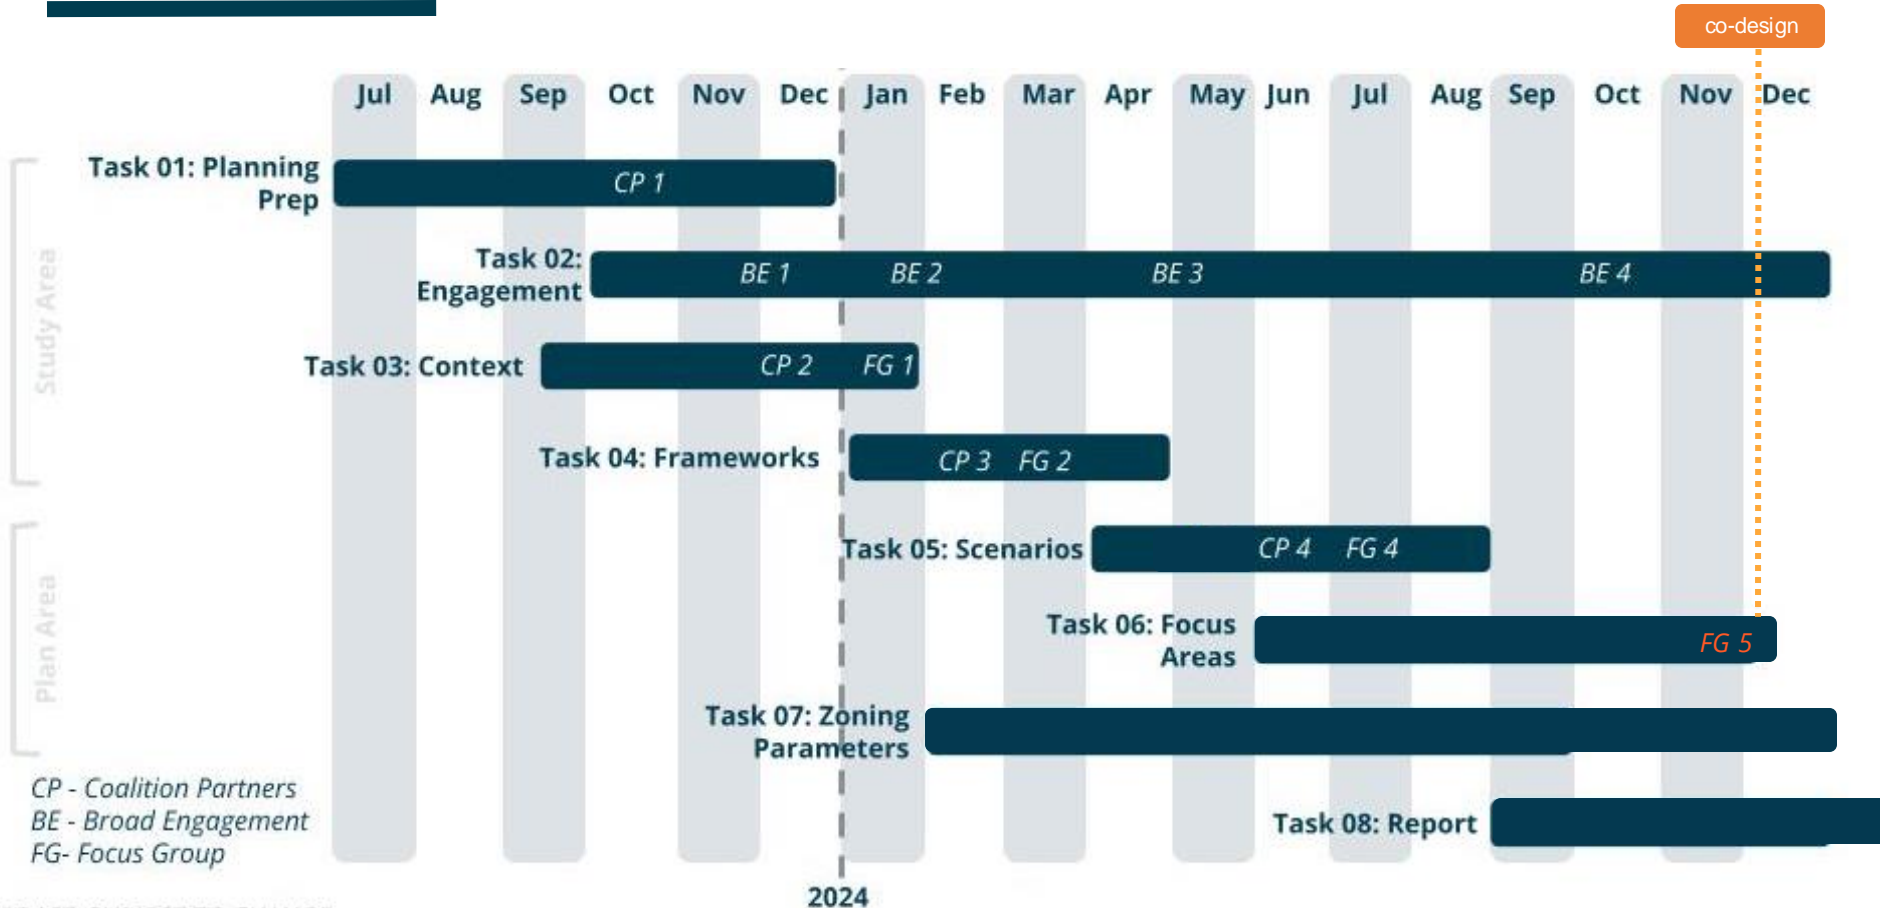 co-design
Jul Aug Sep Oct Nov Dec Jan Feb Mar Apr May Jun Jul Aug Sep Oct Nov Dec
Task 01: Planning
Prep
CP 1
Task 02:
Engagement
BE 1 BE 2 BE 3 BE 4
Task 03: Context
CP 2 FG 1
Task 04: Frameworks
CP 3 FG 2
Task 05: Scenarios
CP 4 FG 4
Task 06: Focus
Areas
FG 5
Task 07: Zoning
Parameters
Task 08: Report
Study Area
Plan Area
CP - Coalition Partners
BE - Broad Engagement
FG- Focus Group
2024